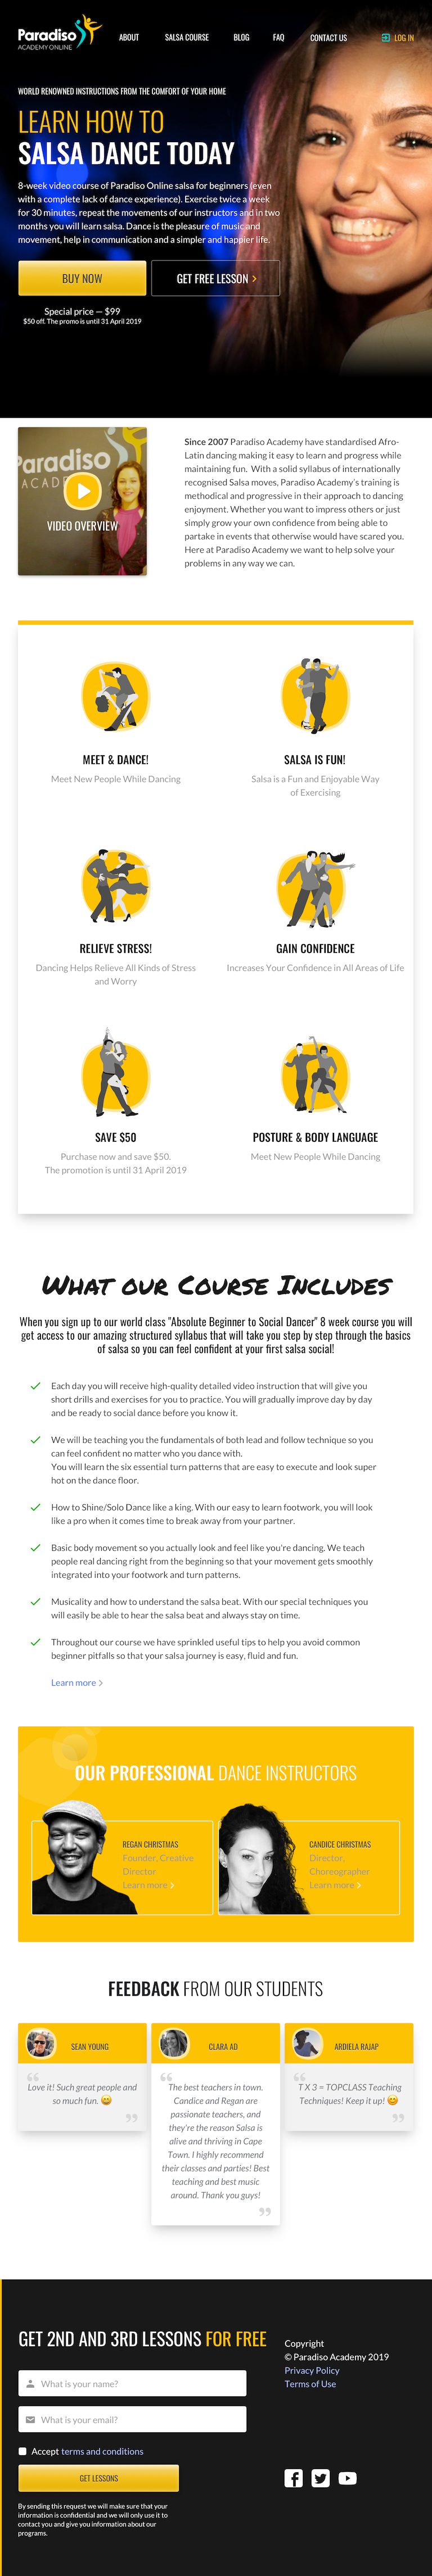 Paradiso
ACADEMY ONLINE
ABOUT
SALSA COURSE
BLOG
FAQ
CONTACT US
LOG IN
WORLD RENOWNED INSTRUCTIONS FROM THE COMFORT OF YOUR HOME
LEARN HOW TO
SALSA DANCE TODAY
8-week video course of Paradiso Online salsa for beginners (even
with a complete lack of dance experience). Exercise twice a week
for 30 minutes, repeat the movements of our instructors and in two
months you will learn salsa. Dance is the pleasure of music and
movement, help in communication and a simpler and happier life.
BUY NOW
GET FREE LESSON
Special price — $99
$50 off. The promo is until 31 April 2019
Paradiso
ACADE
VIDEO OVERVIEW
Since 2007 Paradiso Academy have standardised Afro-
Latin dancing making it easy to learn and progress while
maintaining fun. With a solid syllabus of internationally
recognised Salsa moves, Paradiso Academy's training is
methodical and progressive in their approach to dancing
enjoyment. Whether you want to impress others or just
simply grow your own confidence from being able to
partake in events that otherwise would have scared you.
Here at Paradiso Academy we want to help solve your
problems in any way we can.
MEET & DANCE!
Meet New People While Dancing
SALSA IS FUN!
Salsa is a Fun and Enjoyable Way
of Exercising
RELIEVE STRESS!
Dancing Helps Relieve All Kinds of Stress
and Worry
GAIN CONFIDENCE
Increases Your Confidence in All Areas of Life
SAVE $50
Purchase now and save $50.
The promotion is until 31 April 2019
POSTURE & BODY LANGUAGE
Meet New People While Dancing
WHAT OUR COURSE INCLUDES
When you sign up to our world class "Absolute Beginner to Social Dancer" 8 week course you will
get access to our amazing structured syllabus that will take you step by step through the basics
of salsa so you can feel confident at your first salsa social!
Each day you will receive high-quality detailed video instruction that will give you
short drills and exercises for you to practice. You will gradually improve day by day
and be ready to social dance before you know it.
We will be teaching you the fundamentals of both lead and follow technique so you
can feel confident no matter who you dance with.
You will learn the six essential turn patterns that are easy to execute and look super
hot on the dance floor.
How to Shine/Solo Dance like a king. With our easy to learn footwork, you will look
like a pro when it comes time to break away from your partner.
Basic body movement so you actually look and feel like you're dancing. We teach
people real dancing right from the beginning so that your movement gets smoothly
integrated into your footwork and turn patterns.
Musicality and how to understand the salsa beat. With our special techniques you
will easily be able to hear the salsa beat and always stay on time.
Throughout our course we have sprinkled useful tips to help you avoid common
beginner pitfalls so that your salsa journey is easy, fluid and fun.
Learn more
OUR PROFESSIONAL DANCE INSTRUCTORS
REGAN CHRISTMAS
Founder, Creative
Director
Learn more
CANDICE CHRISTMAS
Director,
Choreographer
Learn more
FEEDBACK FROM OUR STUDENTS
SEAN YOUNG
Love it! Such great people and
so much fun. 😀
CLARA AD
The best teachers in town.
Candice and Regan are
passionate teachers, and
they're the reason Salsa is
alive and thriving in Cape
Town. I highly recommend
their classes and parties! Best
teaching and best music
around. Thank you guys!
ARDIELA RAJAP
T X 3 = TOPCLASS Teaching
Techniques! Keep it up! 😊
GET 2ND AND 3RD LESSONS FOR FREE
What is your name?
What is your email?
Accept terms and conditions
GET LESSONS
By sending this request we will make sure that your
information is confidential and we will only use it to
contact you and give you information about our
programs.
Copyright
© Paradiso Academy 2019
Privacy Policy
Terms of Use